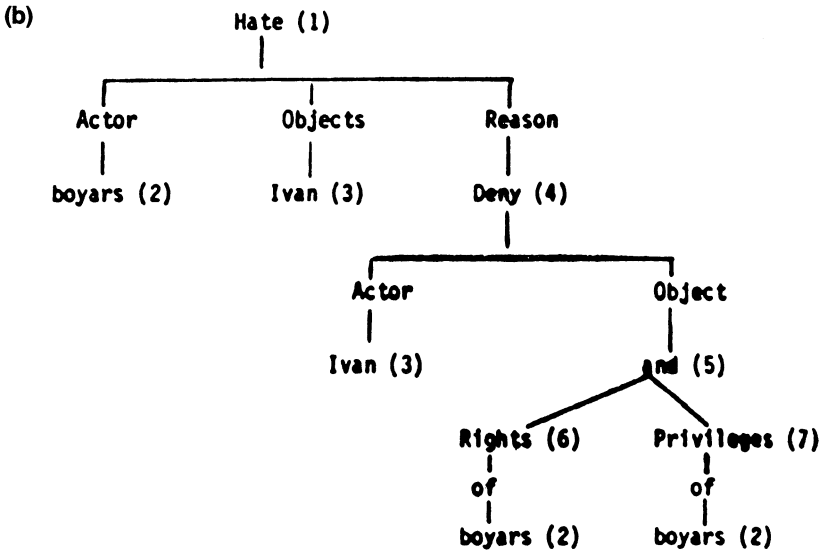 (b)
Hate (1)
Actor Objects Reason
boyars (2) Ivan (3) Deny (4)
Actor Object
Ivan (3) and (5)
Rights (6) Privileges (7)
of of
boyars (2) boyars (2)